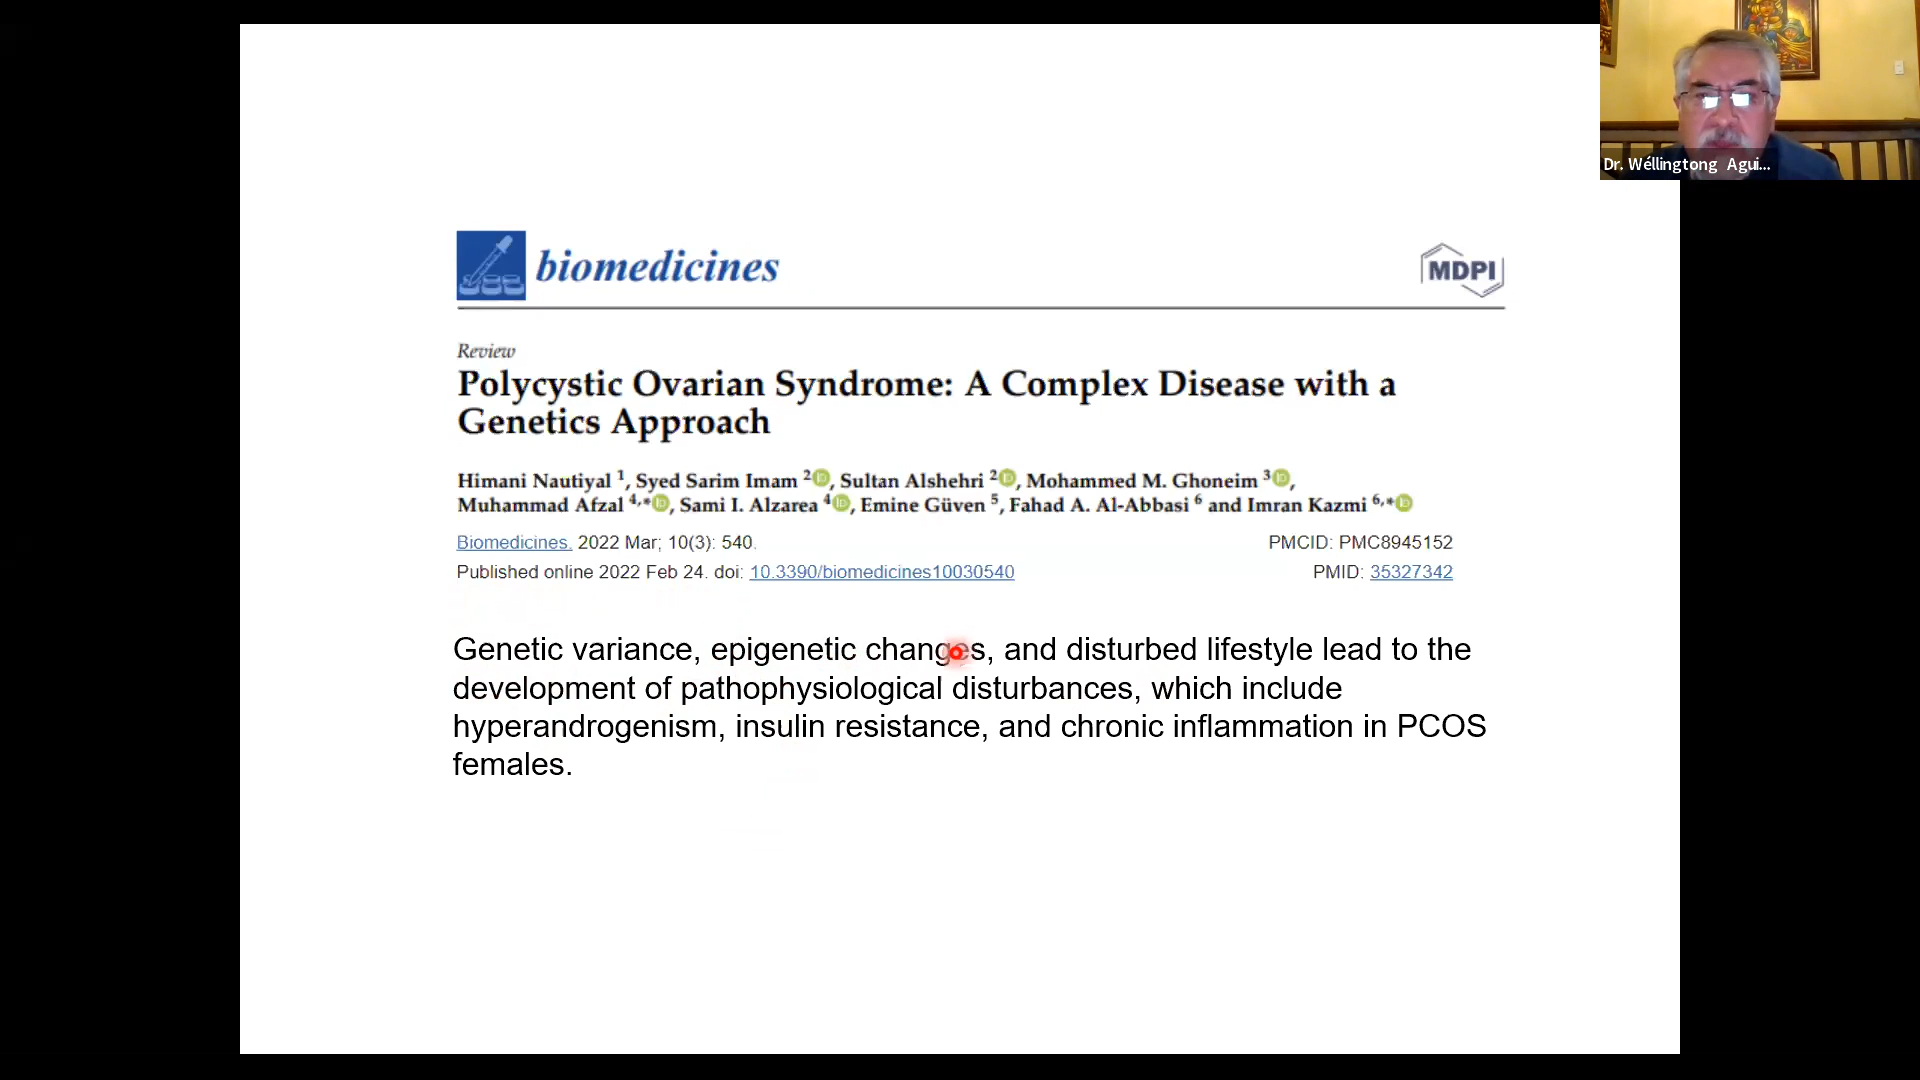 Dr. Wéllingtong Agui...
biomedicines
MDPI
Review
Polycystic Ovarian Syndrome: A Complex Disease with a
Genetics Approach
Himani Nautiyal 1, Syed Sarim Imam 2, Sultan Alshehri 2, Mohammed M. Ghoneim 3,
Muhammad Afzal 4,*, Sami I. Alzarea 4, Emine Güven 5, Fahad A. Al-Abbasi 6 and Imran Kazmi 6,*
Biomedicines. 2022 Mar; 10(3): 540. PMCID: PMC8945152
Published online 2022 Feb 24. doi: 10.3390/biomedicines10030540 PMID: 35327342
Genetic variance, epigenetic changes, and disturbed lifestyle lead to the
development of pathophysiological disturbances, which include
hyperandrogenism, insulin resistance, and chronic inflammation in PCOS
females.